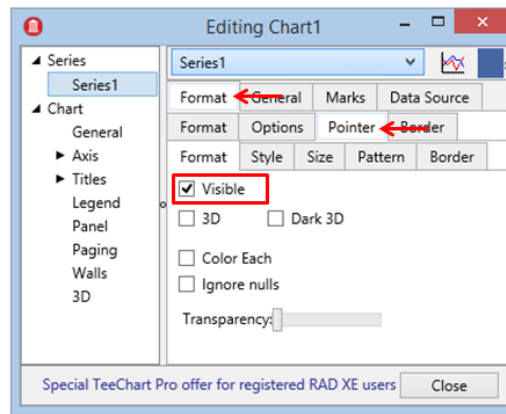 Editing Chart1
Series
Series1
Chart
General
Axis
Titles
Legend
Panel
Paging
Walls
3D
Series1
Format General Marks Data Source
Format Options Pointer Border
Format Style Size Pattern Border
Visible
3D Dark 3D
Color Each
Ignore nulls
Transparency:
Special TeeChart Pro offer for registered RAD XE users Close